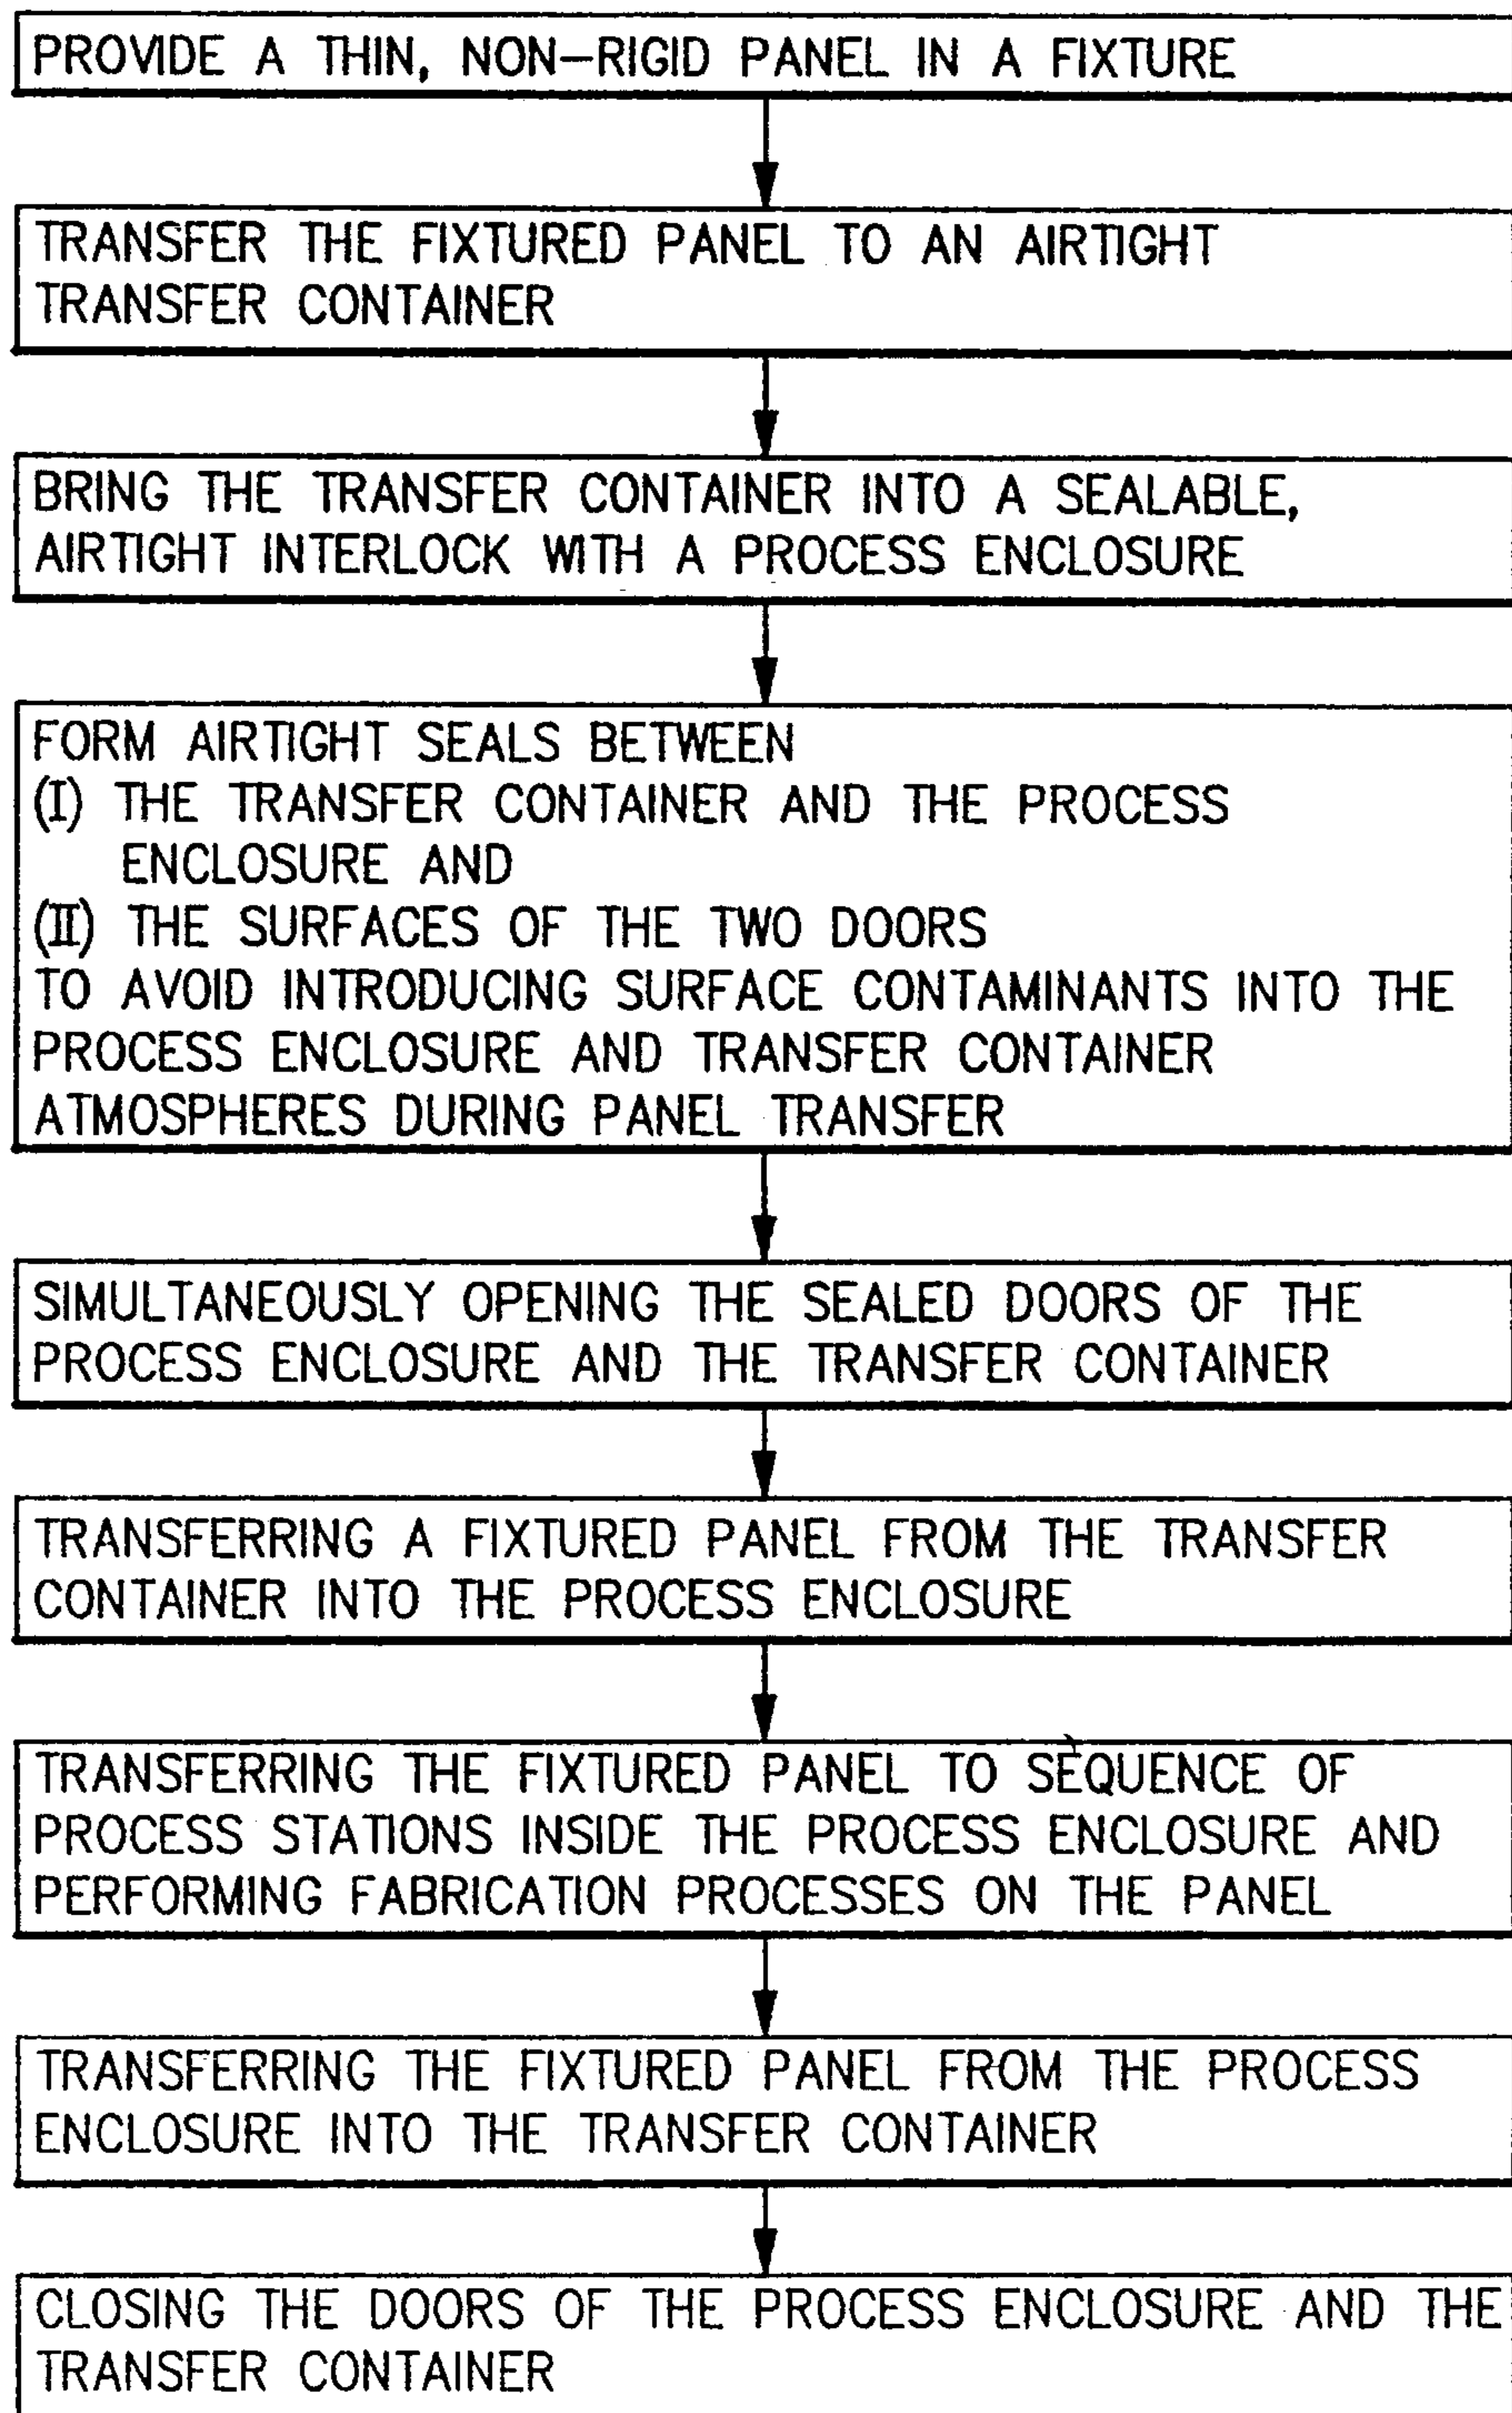 PROVIDE A THIN, NON-RIGID PANEL IN A FIXTURE
TRANSFER THE FIXTURED PANEL TO AN AIRTIGHT
TRANSFER CONTAINER
BRING THE TRANSFER CONTAINER INTO A SEALABLE,
AIRTIGHT INTERLOCK WITH A PROCESS ENCLOSURE
FORM AIRTIGHT SEALS BETWEEN
(I) THE TRANSFER CONTAINER AND THE PROCESS
ENCLOSURE AND
(II) THE SURFACES OF THE TWO DOORS
TO AVOID INTRODUCING SURFACE CONTAMINANTS INTO THE
PROCESS ENCLOSURE AND TRANSFER CONTAINER
ATMOSPHERES DURING PANEL TRANSFER
SIMULTANEOUSLY OPENING THE SEALED DOORS OF THE
PROCESS ENCLOSURE AND THE TRANSFER CONTAINER
TRANSFERRING A FIXTURED PANEL FROM THE TRANSFER
CONTAINER INTO THE PROCESS ENCLOSURE
TRANSFERRING THE FIXTURED PANEL TO SEQUENCE OF
PROCESS STATIONS INSIDE THE PROCESS ENCLOSURE AND
PERFORMING FABRICATION PROCESSES ON THE PANEL
TRANSFERRING THE FIXTURED PANEL FROM THE PROCESS
ENCLOSURE INTO THE TRANSFER CONTAINER
CLOSING THE DOORS OF THE PROCESS ENCLOSURE AND THE
TRANSFER CONTAINER